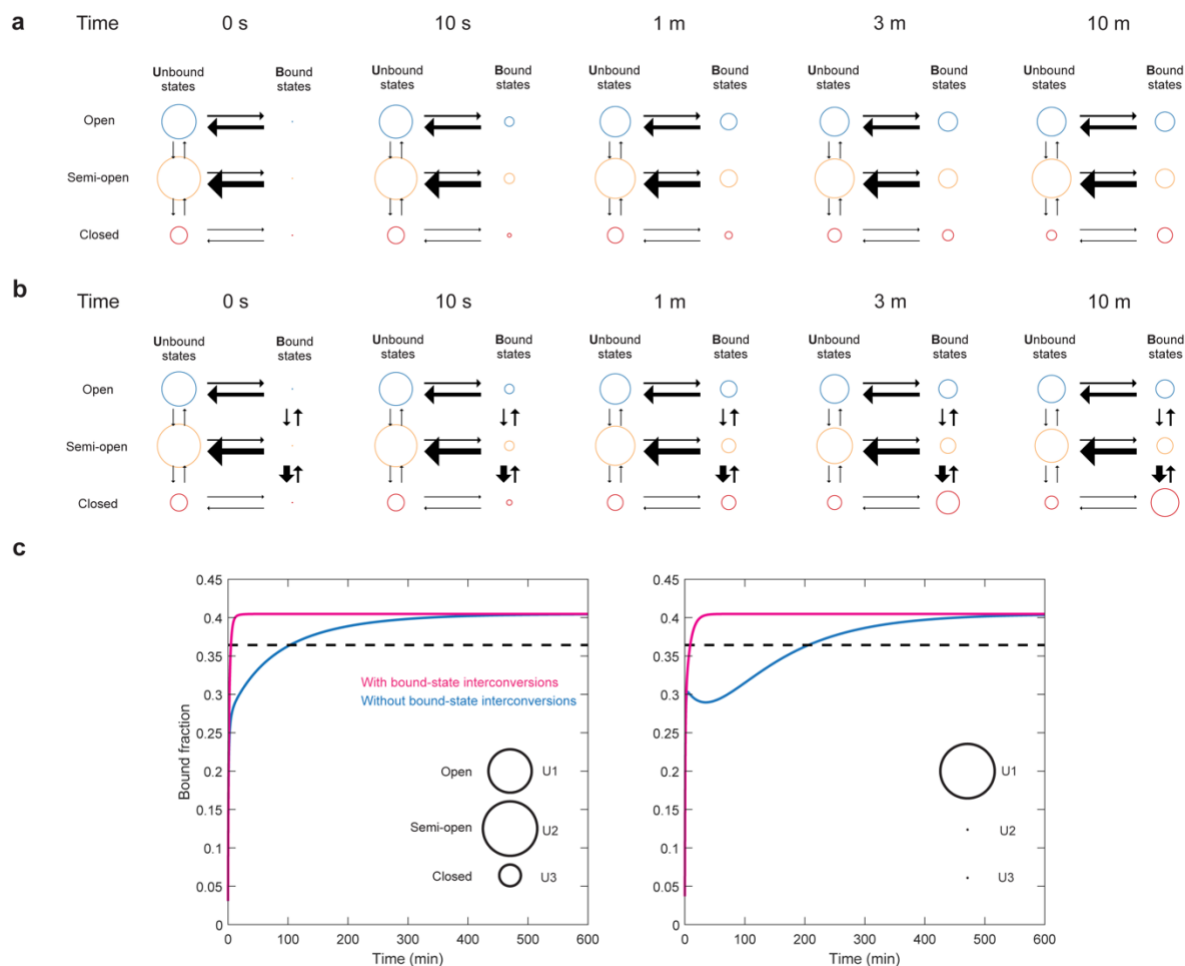 a Time 0 s 10 s 1 m 3 m 10 m
Unbound states Bound states Unbound states Bound states Unbound states Bound states Unbound states Bound states Unbound states Bound states
Open
Semi-open
Closed
b Time 0 s 10 s 1 m 3 m 10 m
Unbound states Bound states Unbound states Bound states Unbound states Bound states Unbound states Bound states Unbound states Bound states
Open
Semi-open
Closed
c
Bound fraction
0.45
0.4
0.35
0.3
0.25
0.2
0.15
0.1
0.05
0
With bound-state interconversions
Without bound-state interconversions
Open U1
Semi-open U2
Closed U3
0 100 200 300 400 500 600
Time (min)
0.45
0.4
0.35
0.3
0.25
0.2
0.15
0.1
0.05
0
U1
U2
U3
0 100 200 300 400 500 600
Time (min)